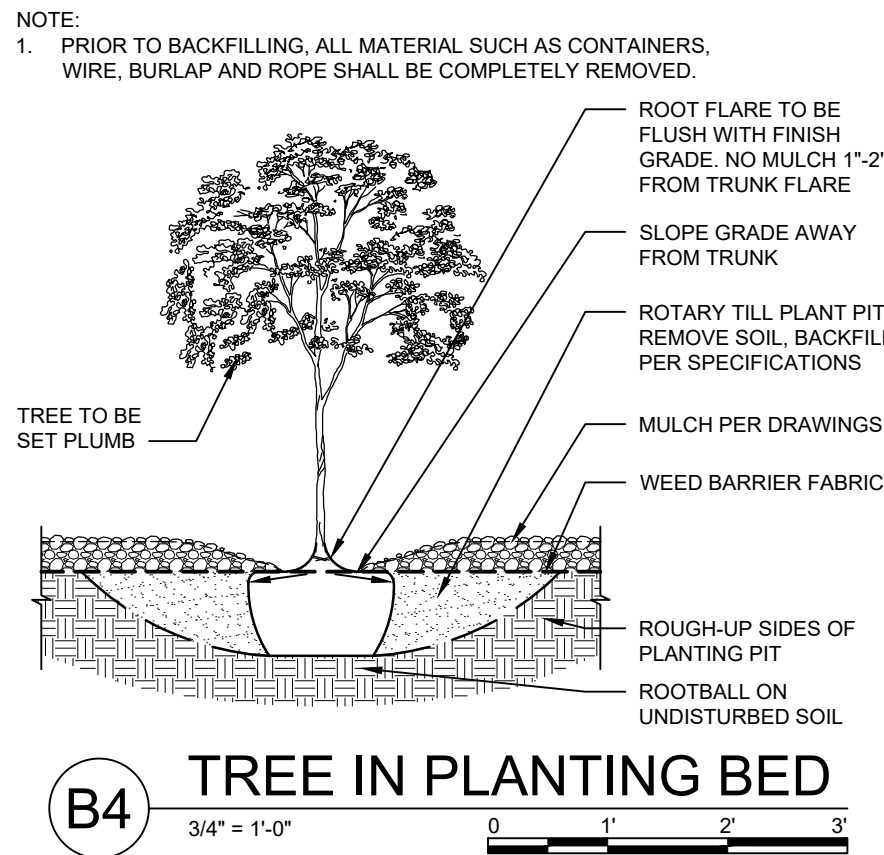 NOTE:
1. PRIOR TO BACKFILLING, ALL MATERIAL SUCH AS CONTAINERS,
WIRE, BURLAP AND ROPE SHALL BE COMPLETELY REMOVED.
ROOT FLARE TO BE
FLUSH WITH FINISH
GRADE. NO MULCH 1"-2"
FROM TRUNK FLARE
SLOPE GRADE AWAY
FROM TRUNK
ROTARY TILL PLANT PIT
REMOVE SOIL, BACKFILL
PER SPECIFICATIONS
TREE TO BE
SET PLUMB
MULCH PER DRAWINGS
WEED BARRIER FABRIC
ROUGH-UP SIDES OF
PLANTING PIT
ROOTBALL ON
UNDISTURBED SOIL
B4
TREE IN PLANTING BED
3/4" = 1'-0"
0 1' 2' 3'